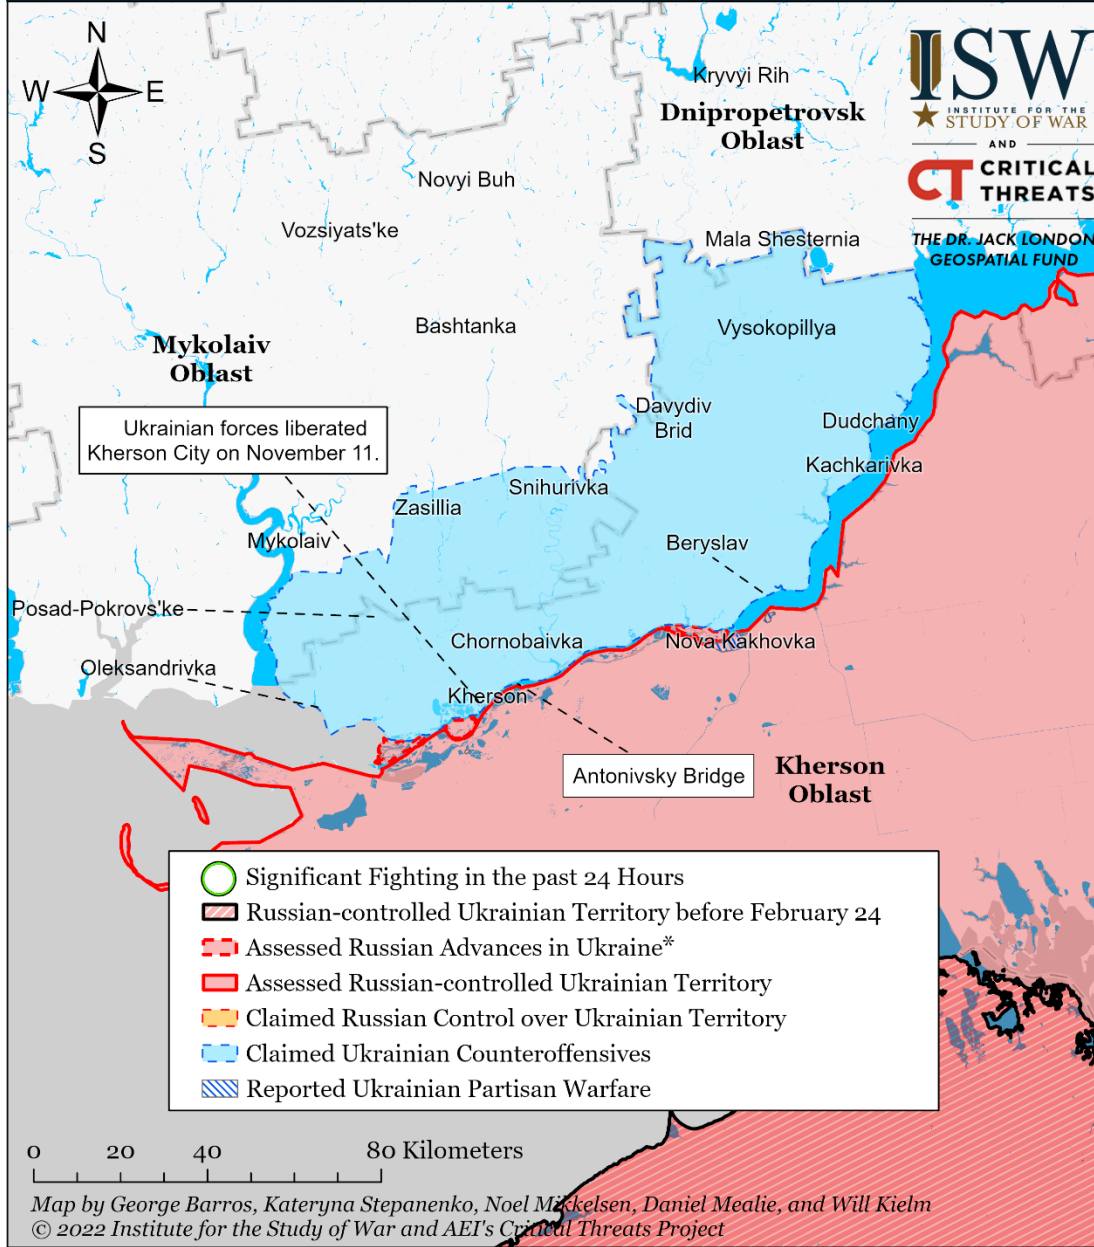 N
W
E
S
ISW
INSTITUTE FOR THE
STUDY OF WAR
AND
CT CRITICAL
THREATS
THE DR. JACK LONDON
GEOSPATIAL FUND
Kryvyi Rih
Dnipropetrovsk
Oblast
Novyi Buh
Vozsiyats'ke
Mala Shesternia
Bashtanka
Vysokopillya
Mykolaiv
Oblast
Davydiv
Brid
Dudchany
Ukrainian forces liberated
Kherson City on November 11.
Kachkarivka
Snihurivka
Zasillia
Mykolaiv
Beryslav
Posad-Pokrovs'ke
Chornobaivka
Nova Kakhovka
Oleksandrivka
Kherson
Antonivsky Bridge
Kherson
Oblast
Significant Fighting in the past 24 Hours
Russian-controlled Ukrainian Territory before February 24
Assessed Russian Advances in Ukraine*
Assessed Russian-controlled Ukrainian Territory
Claimed Russian Control over Ukrainian Territory
Claimed Ukrainian Counteroffensives
Reported Ukrainian Partisan Warfare
0 20 40 80 Kilometers
Map by George Barros, Kateryna Stepanenko, Noel Mikkelsen, Daniel Mealie, and Will Kielm
© 2022 Institute for the Study of War and AEI's Critical Threats Project